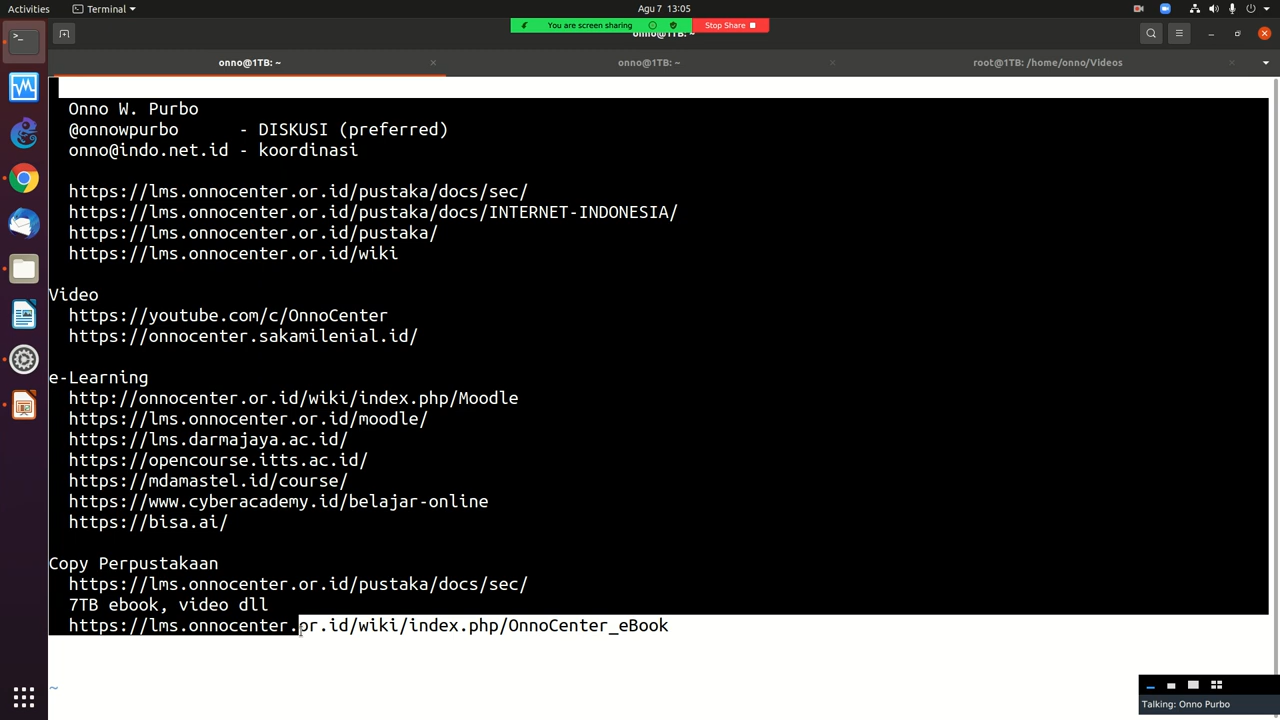 Activities
Terminal
Agu 7 13:05
You are screen sharing
Stop Share
onno@1TB: ~
onno@1TB: ~
onno@1TB: ~
root@1TB: /home/onno/Videos
Onno W. Purbo
@onnowpurbo - DISKUSI (preferred)
onno@indo.net.id - koordinasi
https://lms.onnocenter.or.id/pustaka/docs/sec/
https://lms.onnocenter.or.id/pustaka/docs/INTERNET-INDONESIA/
https://lms.onnocenter.or.id/pustaka/
https://lms.onnocenter.or.id/wiki
Video
https://youtube.com/c/OnnoCenter
https://onnocenter.sakamilenial.id/
e-Learning
http://onnocenter.or.id/wiki/index.php/Moodle
https://lms.onnocenter.or.id/moodle/
https://lms.darmajaya.ac.id/
https://opencourse.itts.ac.id/
https://mdamastel.id/course/
https://www.cyberacademy.id/belajar-online
https://bisa.ai/
Copy Perpustakaan
https://lms.onnocenter.or.id/pustaka/docs/sec/
7TB ebook, video dll
https://lms.onnocenter.or.id/wiki/index.php/OnnoCenter_eBook
~
Talking: Onno Purbo